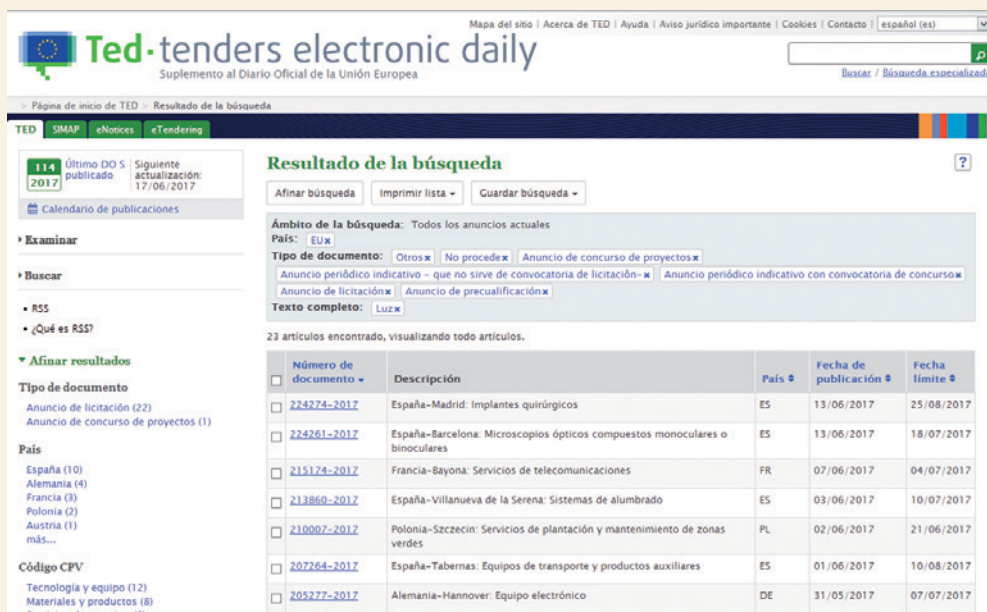 Mapa del sitio | Acerca de TED | Ayuda | Aviso jurídico importante | Cookies | Contacto | español (es)
Ted·tenders electronic daily
Suplemento al Diario Oficial de la Unión Europea
Buscar / Búsqueda especializada
> Página de inicio de TED > Resultado de la búsqueda
TED SIMAP eNotices eTendering
114 2017
Último DO S publicado
Siguiente actualización: 17/06/2017
Calendario de publicaciones
Examinar
Buscar
• RSS
• ¿Qué es RSS?
Afinar resultados
Tipo de documento
Anuncio de licitación (22)
Anuncio de concurso de proyectos (1)
País
España (10)
Alemania (4)
Francia (3)
Polonia (2)
Austria (1)
más...
Código CPV
Tecnología y equipo (12)
Materiales y productos (8)
Resultado de la búsqueda
?
Afinar búsqueda Imprimir lista Guardar búsqueda
Ámbito de la búsqueda: Todos los anuncios actuales
País: EU x
Tipo de documento: Otros x No procede x Anuncio de concurso de proyectos x
Anuncio periódico indicativo - que no sirve de convocatoria de licitación- x Anuncio periódico indicativo con convocatoria de concurso x
Anuncio de licitación x Anuncio de precualificación x
Texto completo: Luz x
23 artículos encontrado, visualizando todo artículos.
Número de documento Descripción País Fecha de publicación Fecha límite
224274-2017 España-Madrid: Implantes quirúrgicos ES 13/06/2017 25/08/2017
224261-2017 España-Barcelona: Microscopios ópticos compuestos monoculares o binoculares ES 13/06/2017 18/07/2017
215174-2017 Francia-Bayona: Servicios de telecomunicaciones FR 07/06/2017 04/07/2017
213860-2017 España-Villanueva de la Serena: Sistemas de alumbrado ES 03/06/2017 10/07/2017
210007-2017 Polonia-Szczecin: Servicios de plantación y mantenimiento de zonas verdes PL 02/06/2017 21/06/2017
207264-2017 España-Tabernas: Equipos de transporte y productos auxiliares ES 01/06/2017 10/08/2017
205277-2017 Alemania-Hannover: Equipo electrónico DE 31/05/2017 07/07/2017